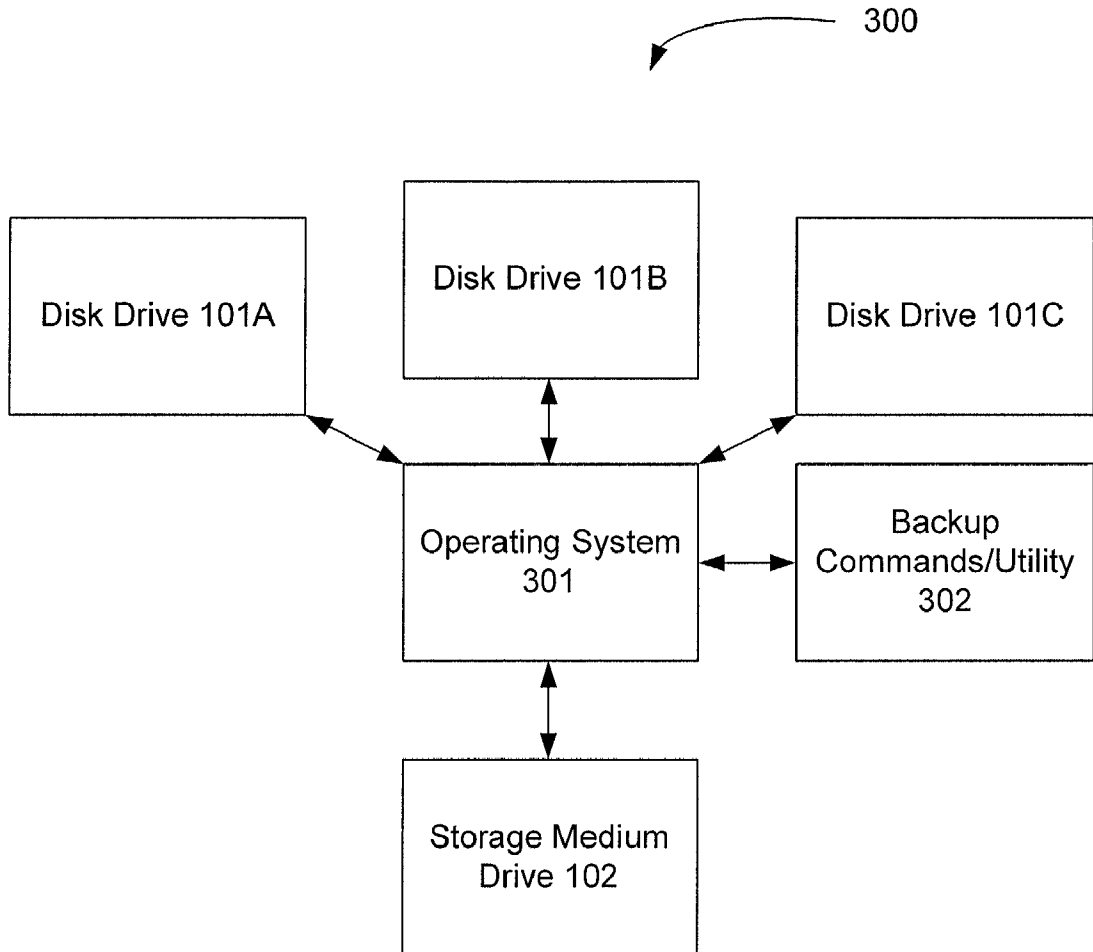 300
Disk Drive 101A
Disk Drive 101B
Disk Drive 101C
Operating System
301
Backup
Commands/Utility
302
Storage Medium
Drive 102